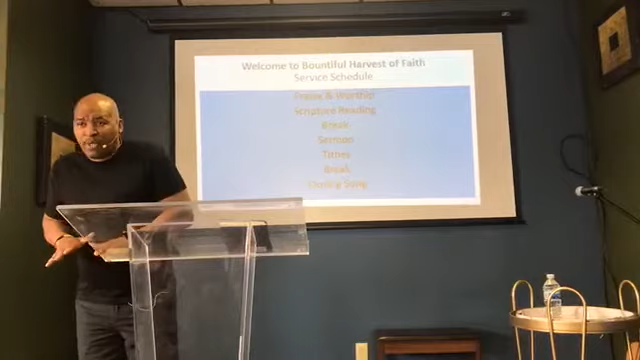 Welcome to Bountiful Harvest of Faith
Service Schedule
Praise & Worship
Scripture Reading
Break
Sermon
Tithes
Break
Closing Song